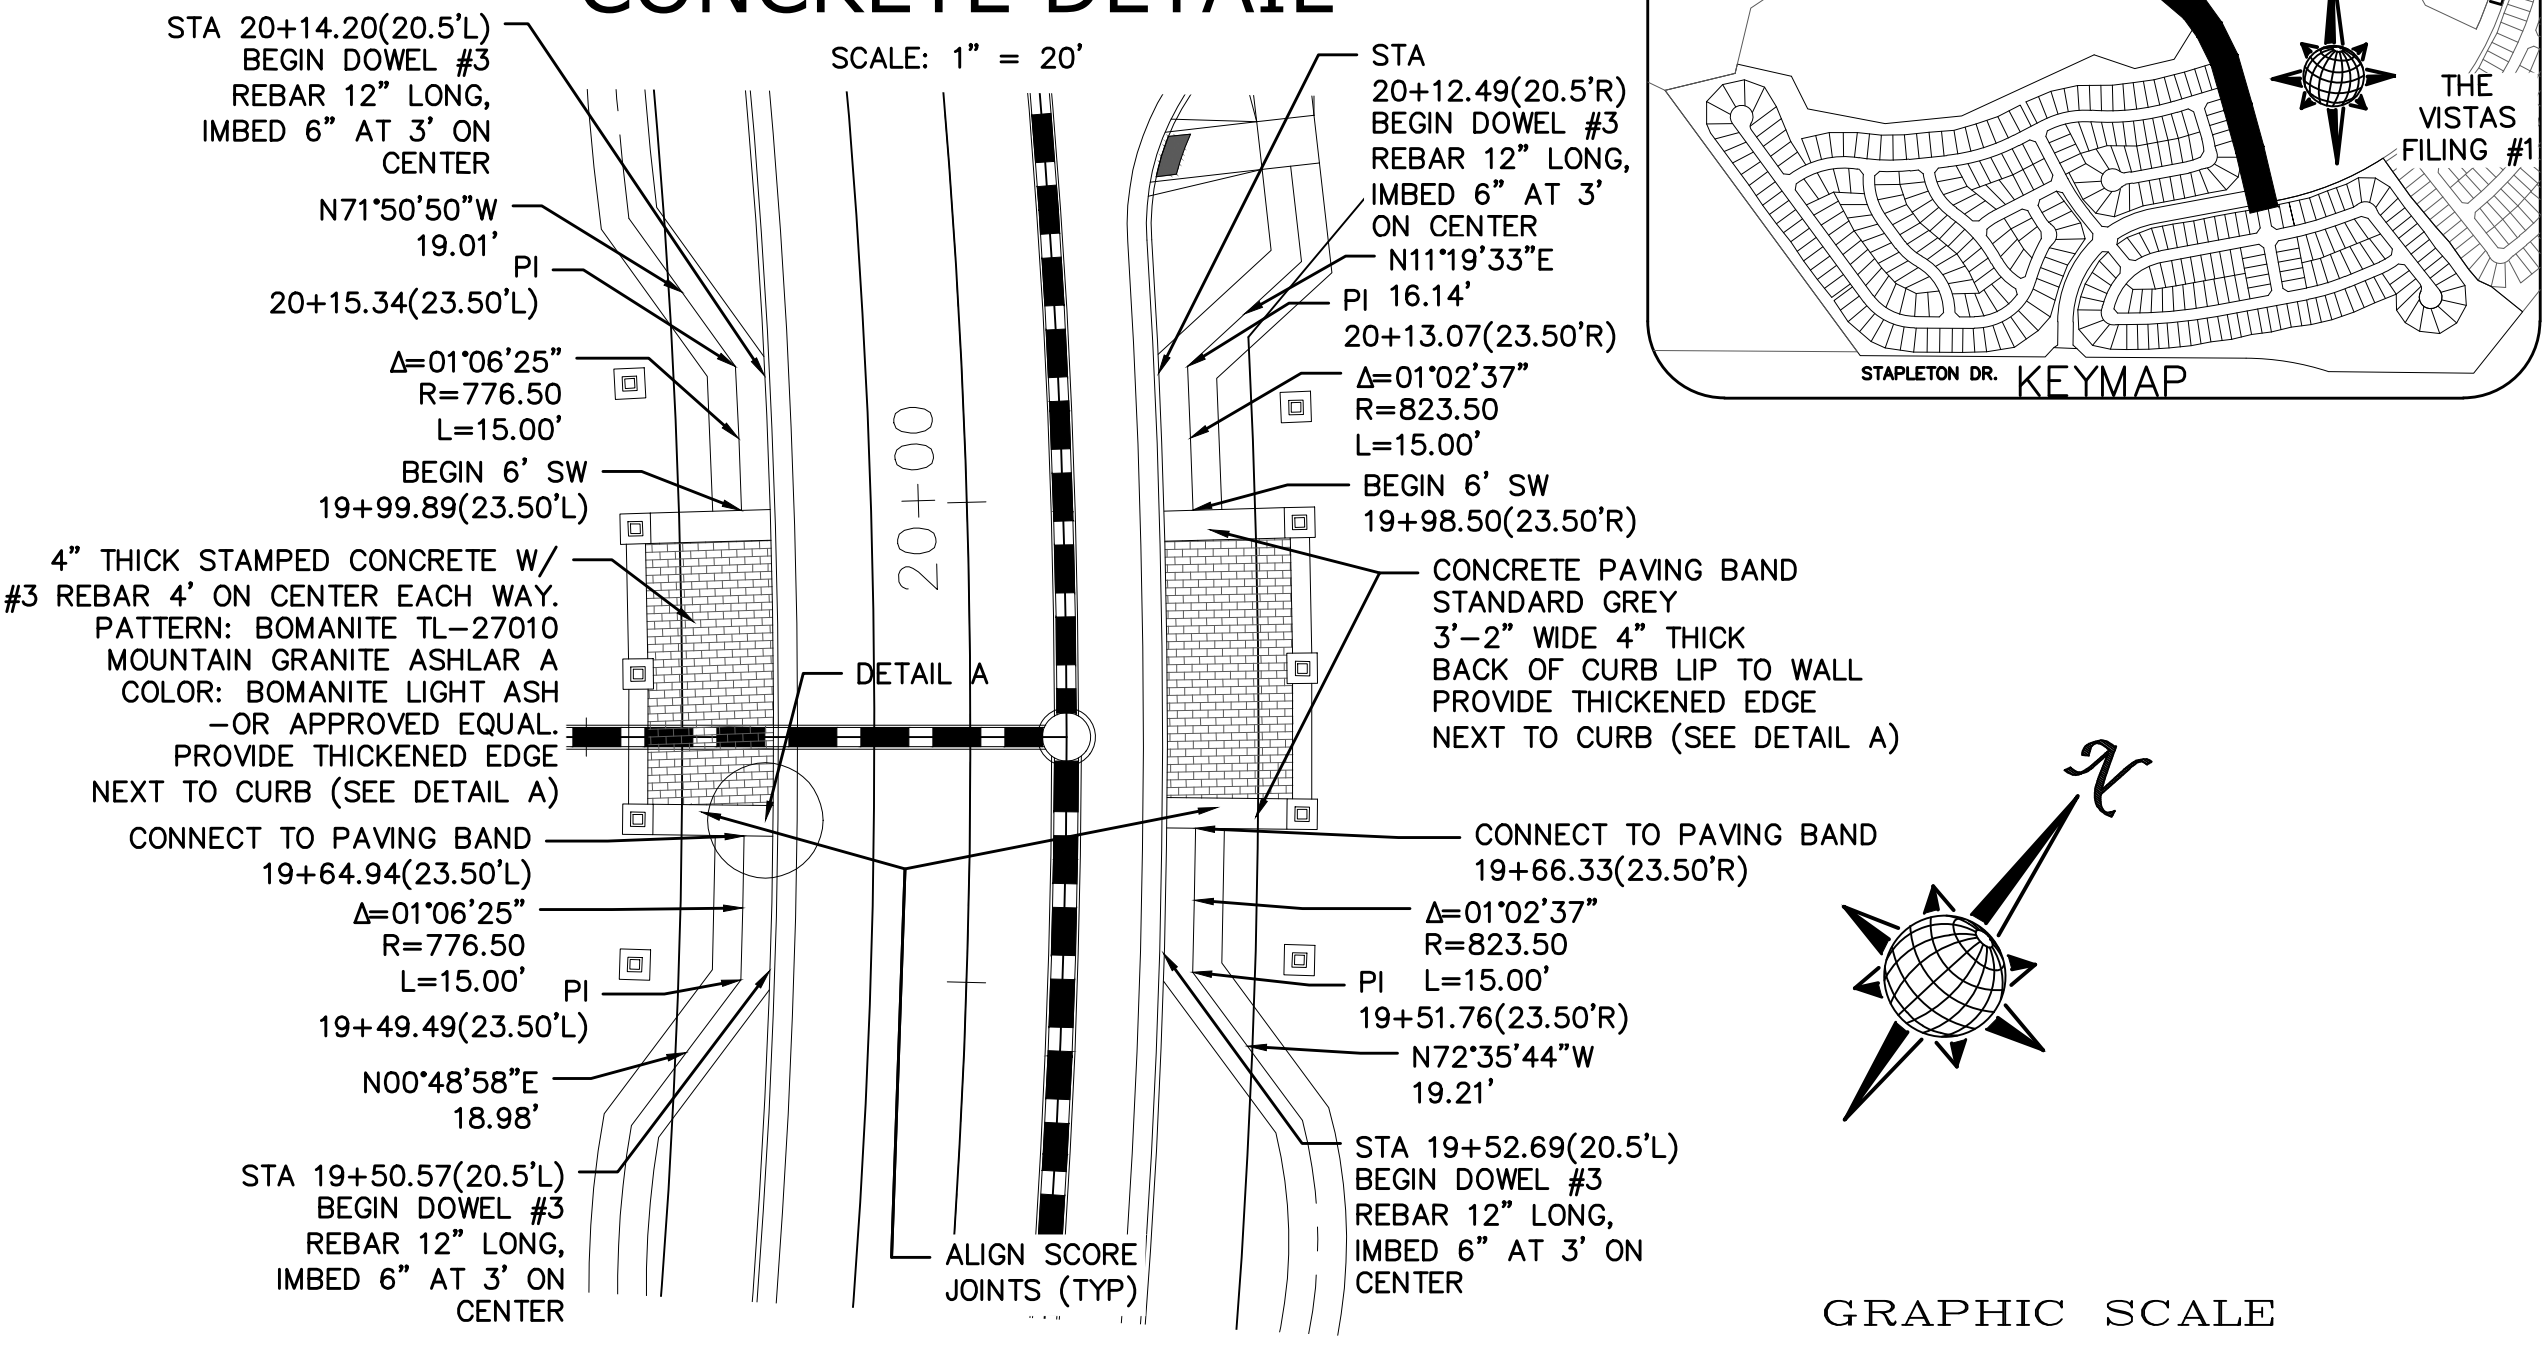 CONCRETE DETAIL
SCALE: 1" = 20'
STA 20+14.20(20.5'L)
BEGIN DOWEL #3
REBAR 12" LONG,
IMBED 6" AT 3' ON
CENTER
N71°50'50"W
19.01'
PI
20+15.34(23.50'L)
Δ=01°06'25"
R=776.50
L=15.00'
BEGIN 6' SW
19+99.89(23.50'L)
4" THICK STAMPED CONCRETE W/
#3 REBAR 4' ON CENTER EACH WAY.
PATTERN: BOMANITE TL-27010
MOUNTAIN GRANITE ASHLAR A
COLOR: BOMANITE LIGHT ASH
-OR APPROVED EQUAL.
PROVIDE THICKENED EDGE
NEXT TO CURB (SEE DETAIL A)
CONNECT TO PAVING BAND
19+64.94(23.50'L)
Δ=01°06'25"
R=776.50
L=15.00'
PI
19+49.49(23.50'L)
N00°48'58"E
18.98'
STA 19+50.57(20.5'L)
BEGIN DOWEL #3
REBAR 12" LONG,
IMBED 6" AT 3' ON
CENTER
20+00
DETAIL A
ALIGN SCORE
JOINTS (TYP)
STA
20+12.49(20.5'R)
BEGIN DOWEL #3
REBAR 12" LONG,
IMBED 6" AT 3'
ON CENTER
N11°19'33"E
16.14'
PI
20+13.07(23.50'R)
Δ=01°02'37"
R=823.50
L=15.00'
BEGIN 6' SW
19+98.50(23.50'R)
CONCRETE PAVING BAND
STANDARD GREY
3'-2" WIDE 4" THICK
BACK OF CURB LIP TO WALL
PROVIDE THICKENED EDGE
NEXT TO CURB (SEE DETAIL A)
CONNECT TO PAVING BAND
19+66.33(23.50'R)
Δ=01°02'37"
R=823.50
L=15.00'
PI
19+51.76(23.50'R)
N72°35'44"W
19.21'
STA 19+52.69(20.5'L)
BEGIN DOWEL #3
REBAR 12" LONG,
IMBED 6" AT 3' ON
CENTER
THE
VISTAS
FILING #1
STAPLETON DR.
KEYMAP
N
GRAPHIC SCALE